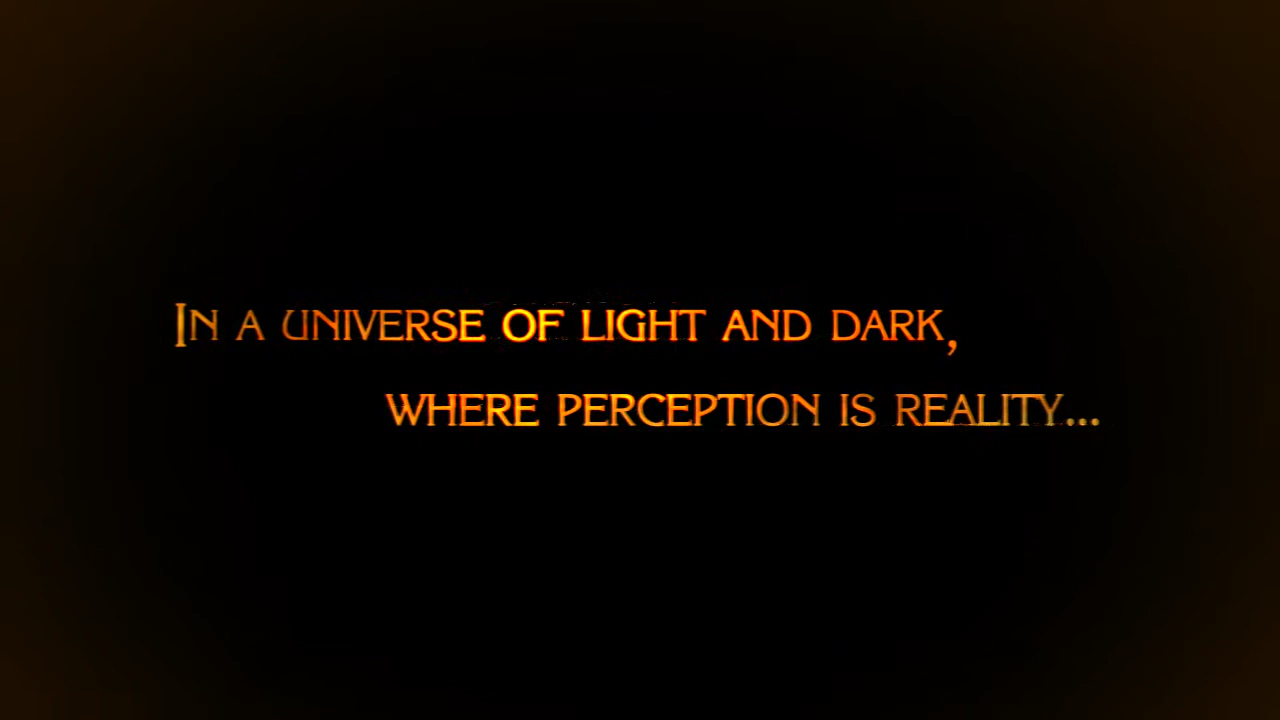 In a universe of light and dark,
where perception is reality...